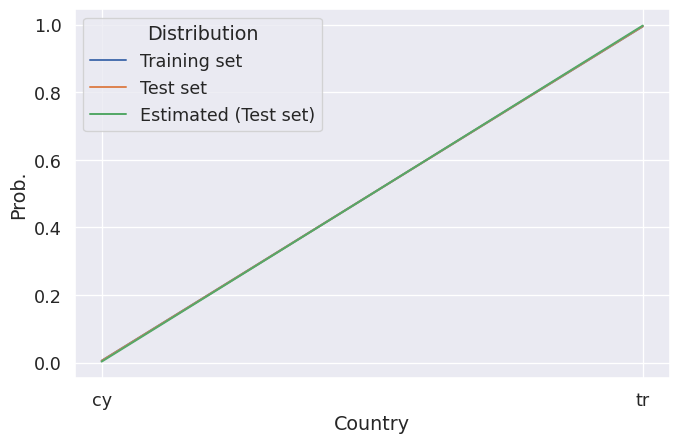 Distribution
Training set
Test set
Estimated (Test set)
1.0
0.8
0.6
0.4
0.2
0.0
Prob.
cy
tr
Country